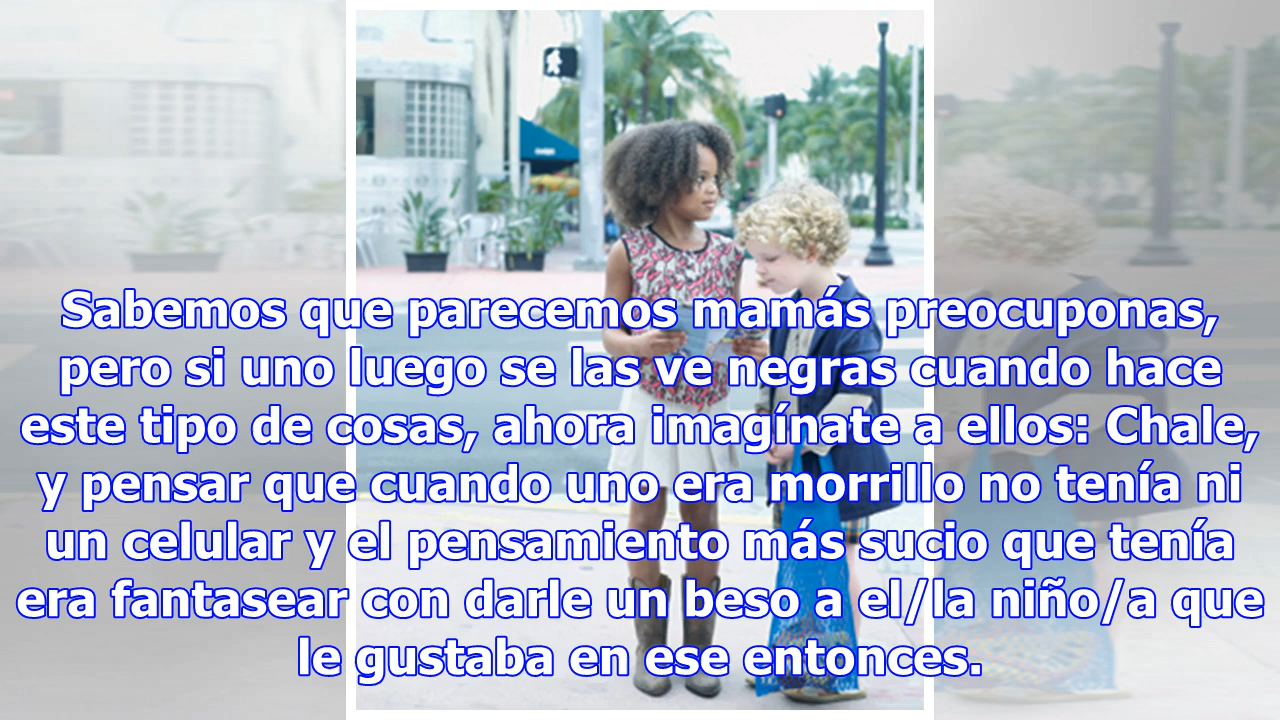 Sabemos que parecemos mamás preocuponas,
pero si uno luego se las ve negras cuando hace
este tipo de cosas, ahora imagínate a ellos: Chale,
y pensar que cuando uno era morrillo no tenía ni
un celular y el pensamiento más sucio que tenía
era fantasear con darle un beso a el/la niño/a que
le gustaba en ese entonces.